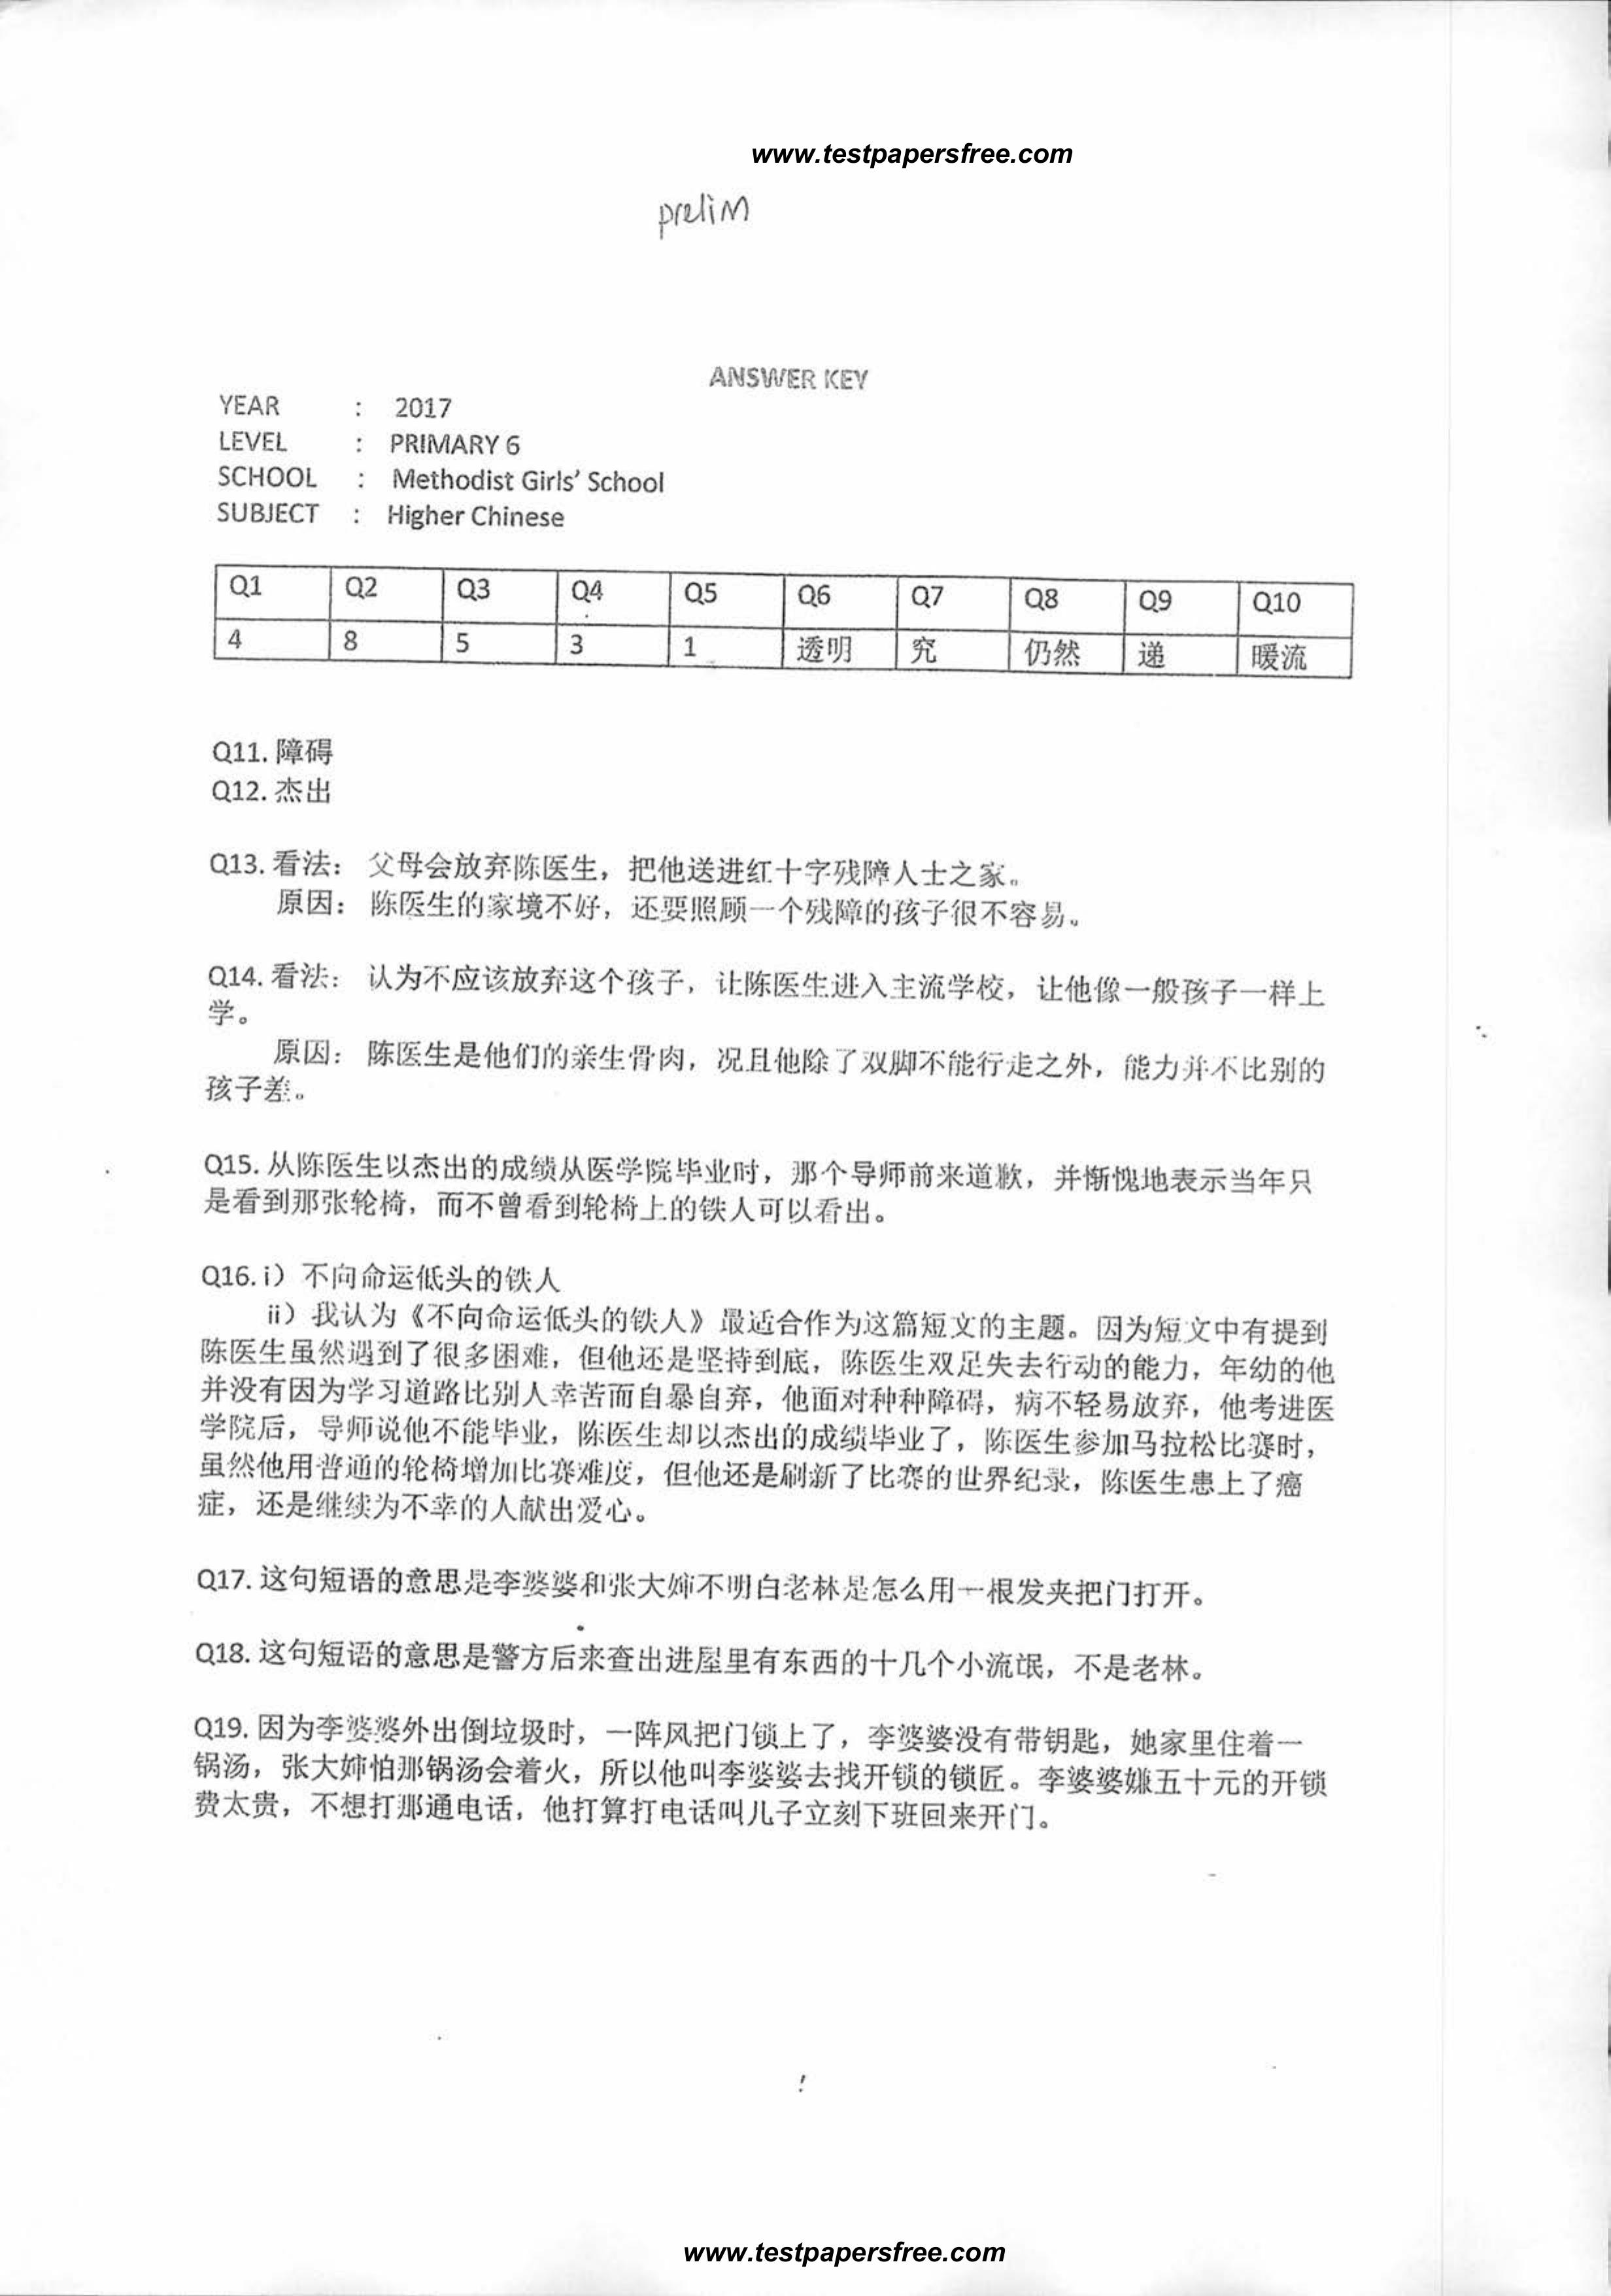 www.testpapersfree.com
prelim
ANSWER KEY
YEAR : 2017
LEVEL : PRIMARY 6
SCHOOL : Methodist Girls' School
SUBJECT : Higher Chinese
Q1 Q2 Q3 Q4 Q5 Q6 Q7 Q8 Q9 Q10
4 8 5 3 1 透明 究 仍然 递 暖流
Q11. 障碍
Q12. 杰出
Q13. 看法： 父母会放弃陈医生，把他送进红十字残障人士之家。
原因： 陈医生的家境不好，还要照顾一个残障的孩子很不容易。
Q14. 看法： 认为不应该放弃这个孩子，让陈医生进入主流学校，让他像一般孩子一样上
学。
原因： 陈医生是他们的亲生骨肉，况且他除了双脚不能行走之外，能力并不比别的
孩子差。
Q15. 从陈医生以杰出的成绩从医学院毕业时，那个导师前来道歉，并惭愧地表示当年只
是看到那张轮椅，而不曾看到轮椅上的铁人可以看出。
Q16. i）不向命运低头的铁人
ii）我认为《不向命运低头的铁人》最适合作为这篇短文的主题。因为短文中有提到
陈医生虽然遇到了很多困难，但他还是坚持到底，陈医生双足失去行动的能力，年幼的他
并没有因为学习道路比别人幸苦而自暴自弃，他面对种种障碍，病不轻易放弃，他考进医
学院后，导师说他不能毕业，陈医生却以杰出的成绩毕业了，陈医生参加马拉松比赛时，
虽然他用普通的轮椅增加比赛难度，但他还是刷新了比赛的世界纪录，陈医生患上了癌
症，还是继续为不幸的人献出爱心。
Q17. 这句短语的意思是李婆婆和张大婶不明白老林是怎么用一根发夹把门打开。
Q18. 这句短语的意思是警方后来查出进屋里有东西的十几个小流氓，不是老林。
Q19. 因为李婆婆外出倒垃圾时，一阵风把门锁上了，李婆婆没有带钥匙，她家里住着一
锅汤，张大婶怕那锅汤会着火，所以他叫李婆婆去找开锁的锁匠。李婆婆嫌五十元的开锁
费太贵，不想打那通电话，他打算打电话叫儿子立刻下班回来开门。
www.testpapersfree.com